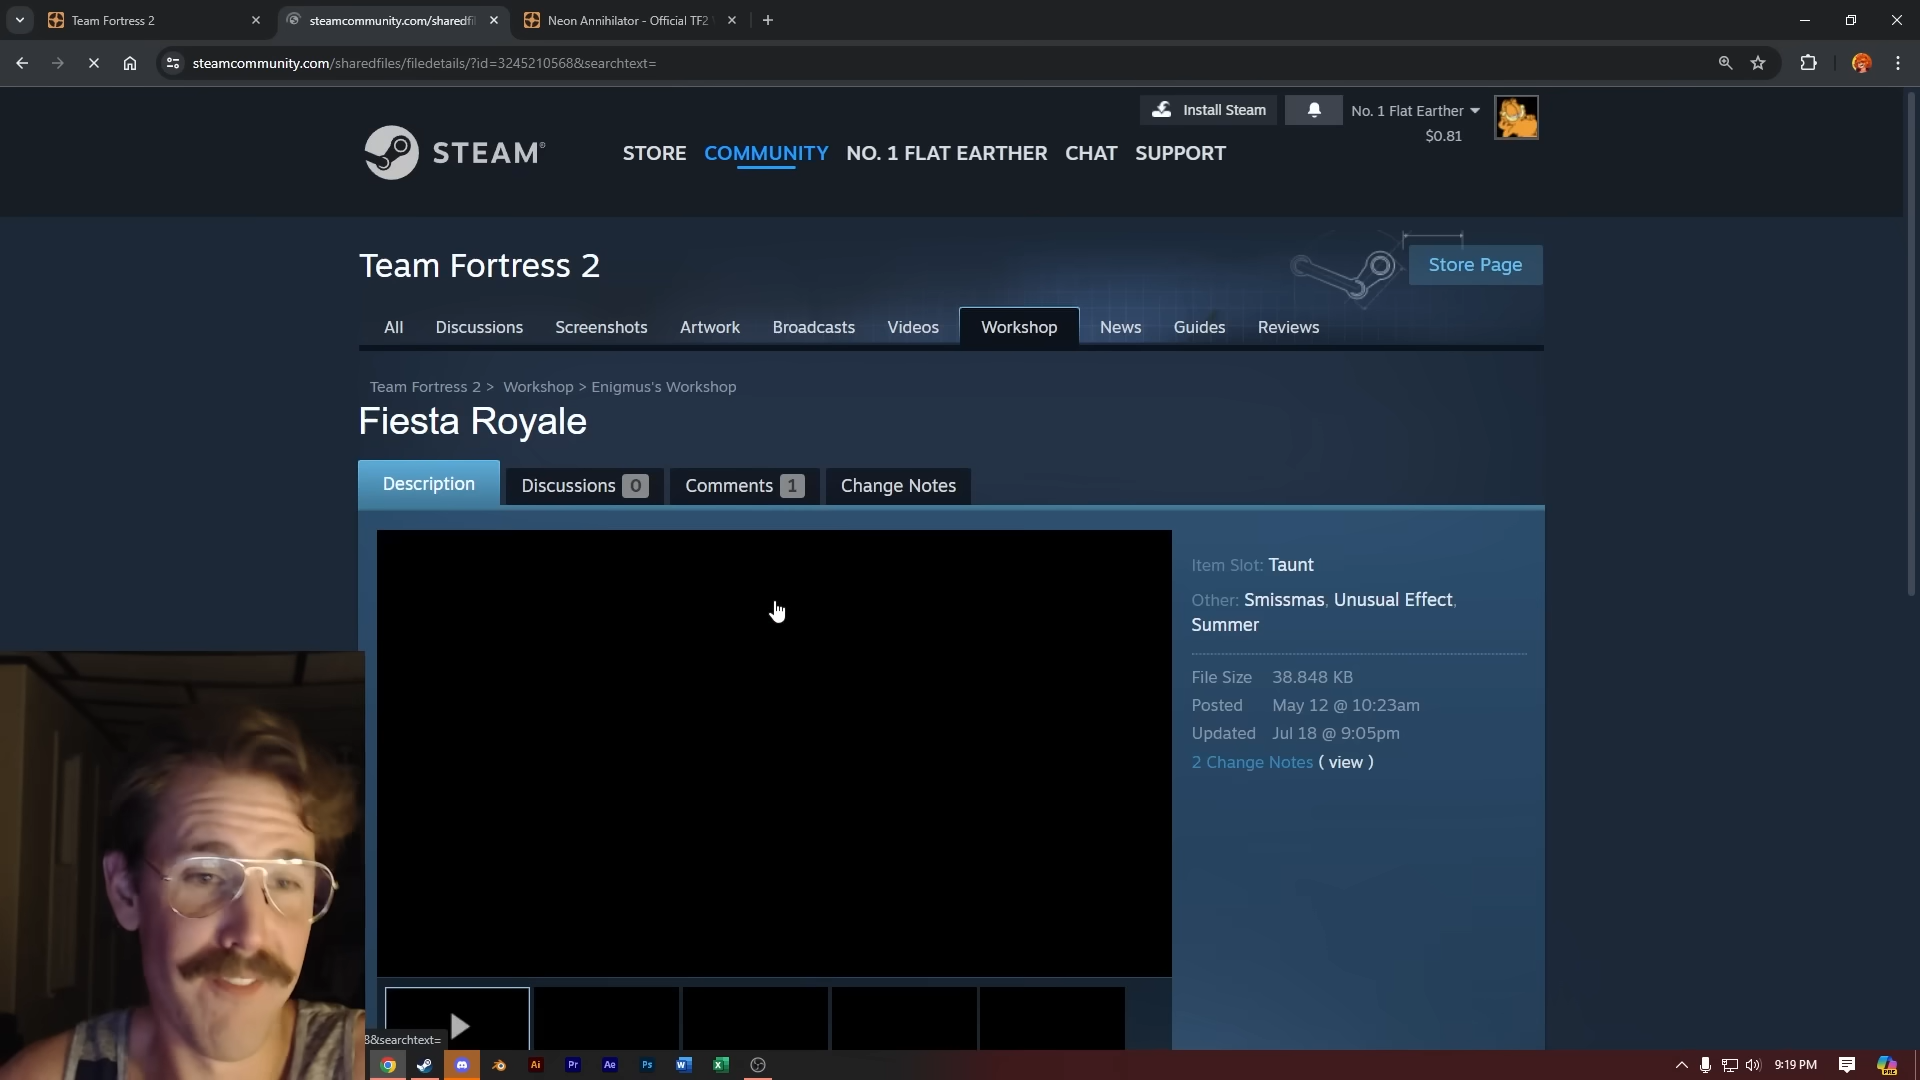 Team Fortress 2
steamcommunity.com/sharedfi
Neon Annihilator - Official TF2
steamcommunity.com/sharedfiles/filedetails/?id=3245210568&searchtext=
Install Steam
No. 1 Flat Earther
$0.81
STEAM®
STORE COMMUNITY NO. 1 FLAT EARTHER CHAT SUPPORT
Team Fortress 2
Store Page
All Discussions Screenshots Artwork Broadcasts Videos Workshop News Guides Reviews
Team Fortress 2 > Workshop > Enigmus's Workshop
Fiesta Royale
Description Discussions 0 Comments 1 Change Notes
Item Slot: Taunt
Other: Smissmas, Unusual Effect,
Summer
File Size 38.848 KB
Posted May 12 @ 10:23am
Updated Jul 18 @ 9:05pm
2 Change Notes ( view )
8&searchtext=
Ai Pr Ae Ps W X
9:19 PM